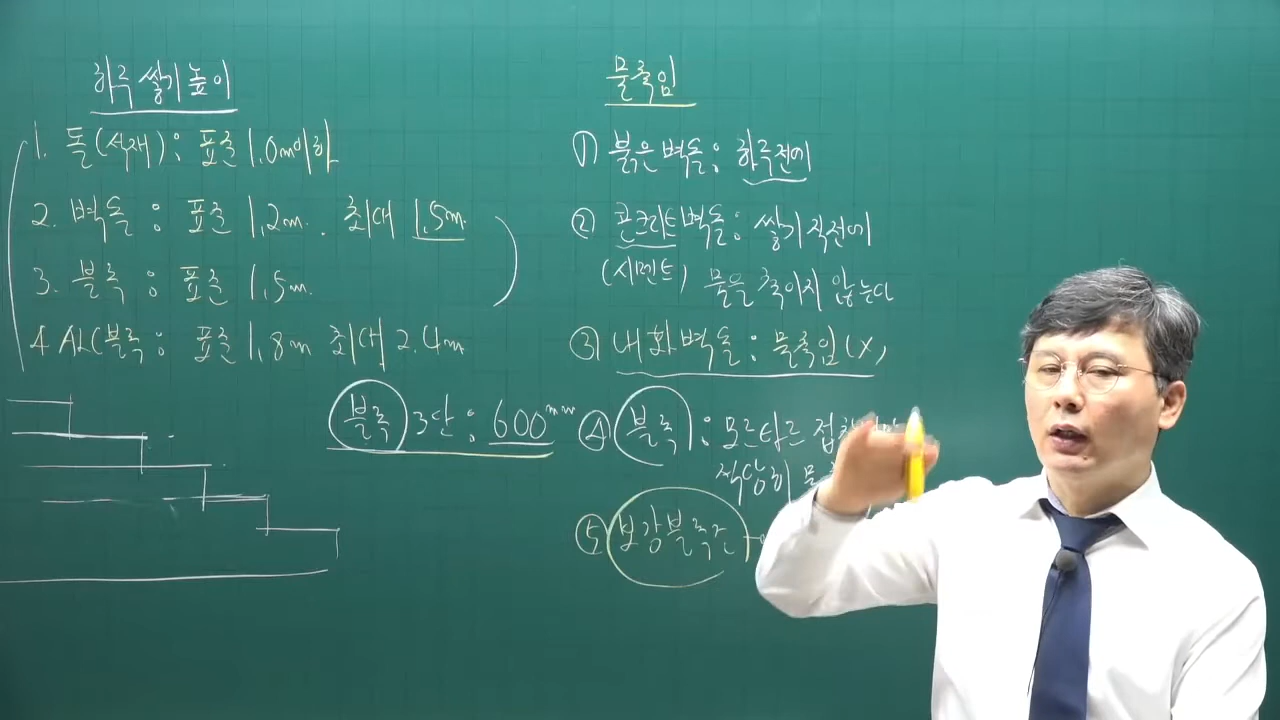 하루 쌓기 높이
1. 돌(석재) : 표준 1.0m이하
2. 벽돌 : 표준 1.2m. 최대 1.5m.
3. 블록 : 표준 1.5m.
4 ALC블록 : 표준 1.8m 최대 2.4m
블록 3단 : 600mm
물축임
① 붉은벽돌 : 하루전에
② 콘크리트벽돌 : 쌓기 직전에
(시멘트) 물을 축이지 않는다
③ 내화벽돌 : 물축임(X)
④ 블록 : 모르타르
적당히 물
⑤ 보강블록조